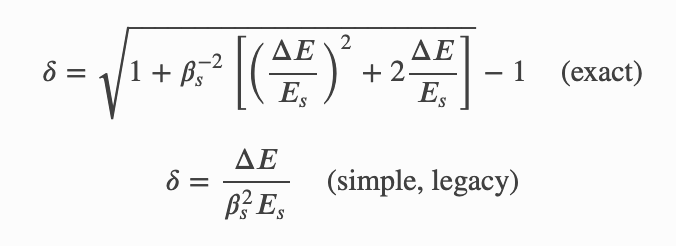 δ = √(1 + β_s^{-2} [(ΔE/E_s)^2 + 2 ΔE/E_s]) − 1 (exact)
δ = ΔE/(β_s^2 E_s) (simple, legacy)